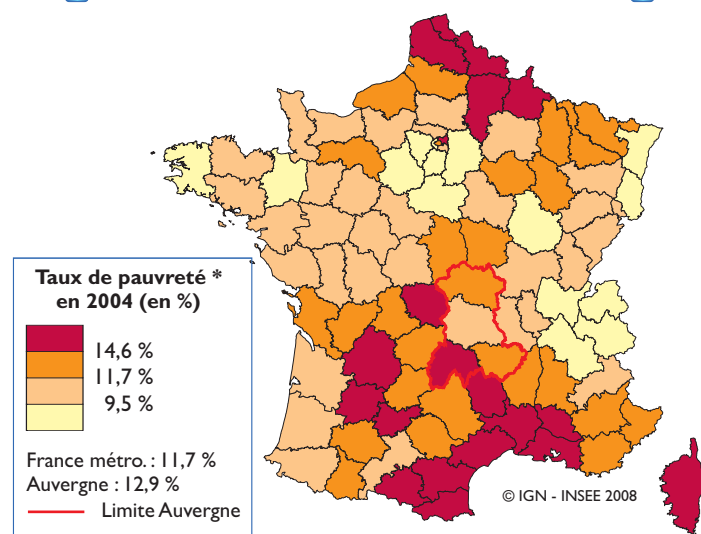 Taux de pauvreté *
en 2004 (en %)
14,6 %
11,7 %
9,5 %
France métro. : 11,7 %
Auvergne : 12,9 %
Limite Auvergne
© IGN - INSEE 2008